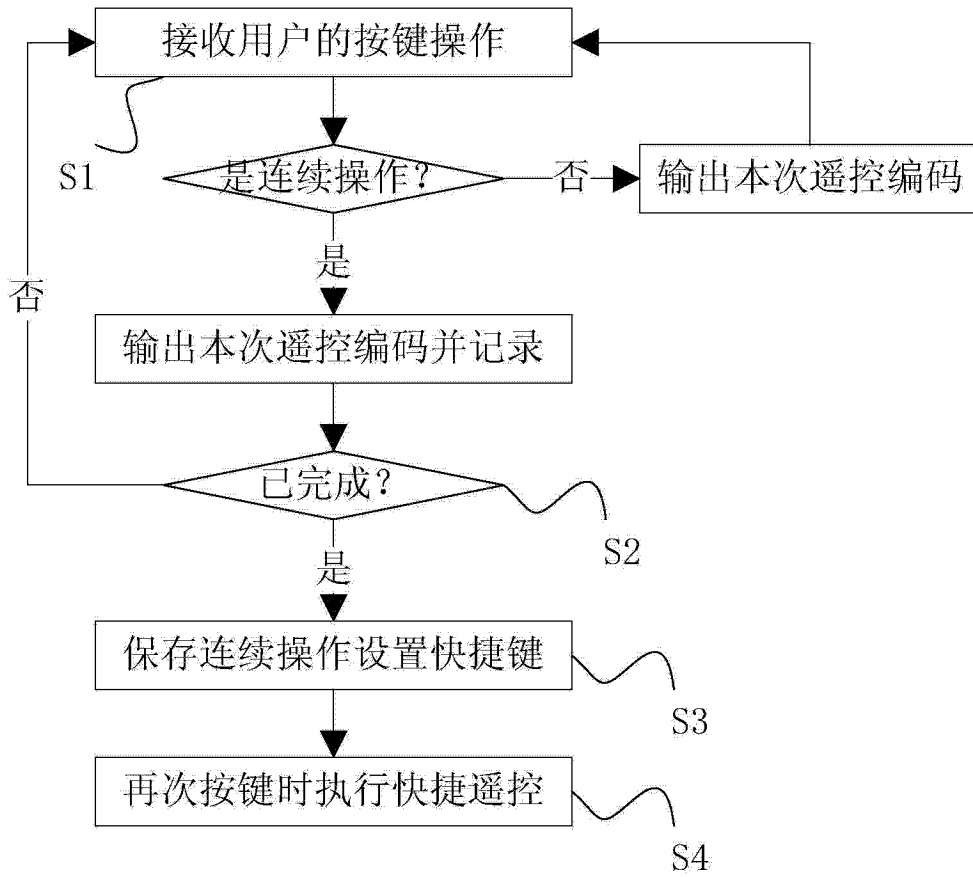 接收用户的按键操作
S1
是连续操作?
否
输出本次遥控编码
是
否
输出本次遥控编码并记录
已完成?
S2
是
保存连续操作设置快捷键
S3
再次按键时执行快捷遥控
S4